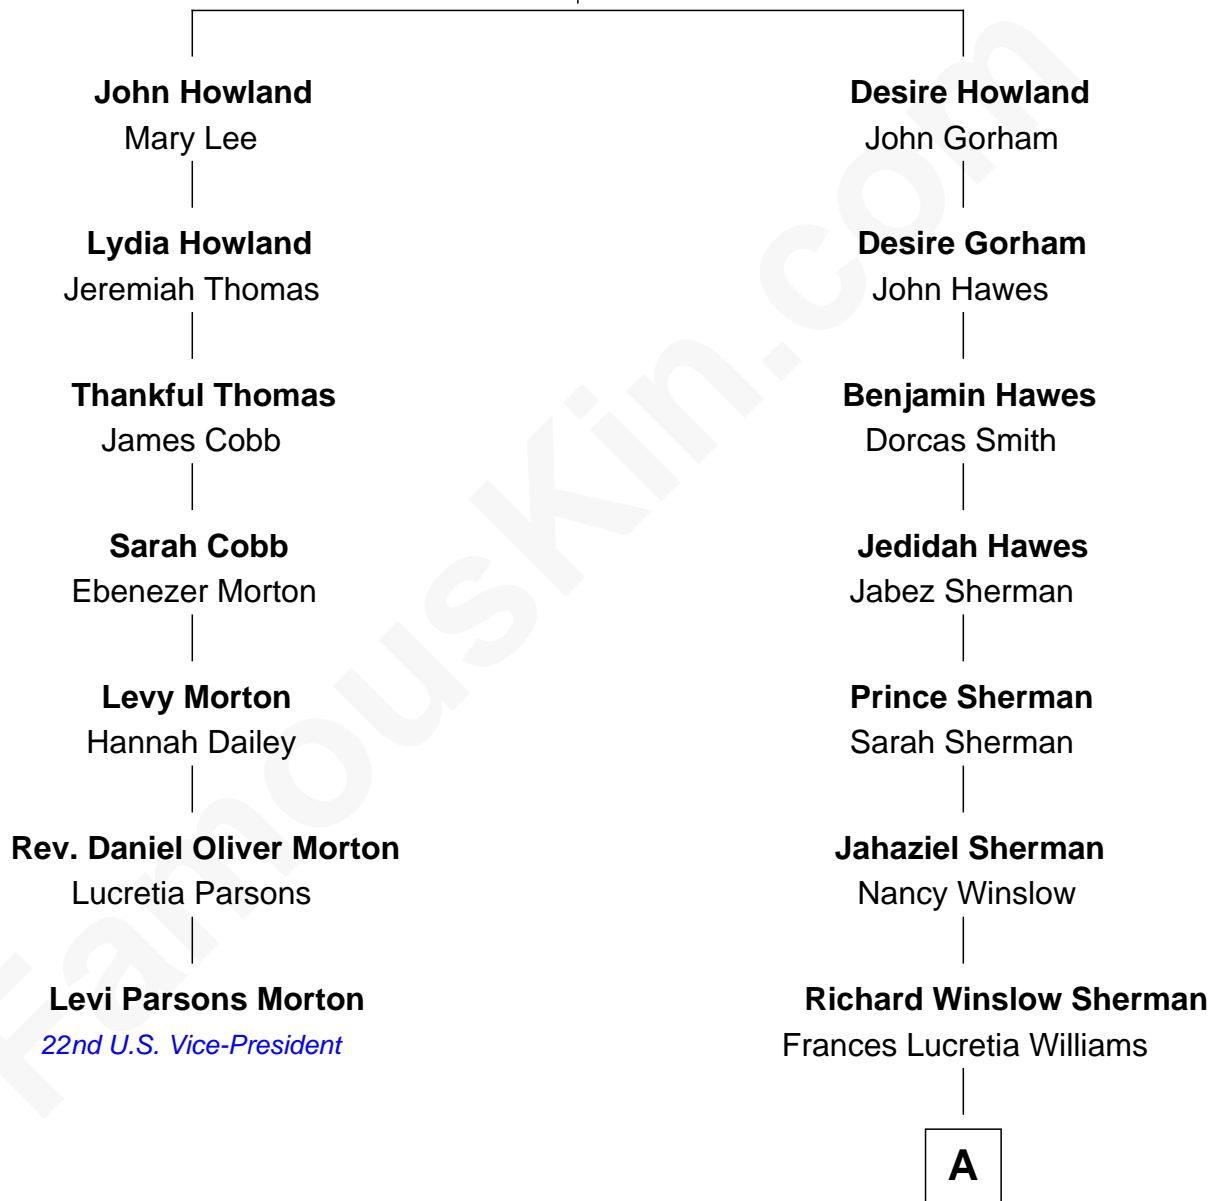 John Howland
Mary Lee
Lydia Howland
Jeremiah Thomas
Thankful Thomas
James Cobb
Sarah Cobb
Ebenezer Morton
Levy Morton
Hannah Dailey
Rev. Daniel Oliver Morton
Lucretia Parsons
Levi Parsons Morton
22nd U.S. Vice-President
Desire Howland
John Gorham
Desire Gorham
John Hawes
Benjamin Hawes
Dorcas Smith
Jedidah Hawes
Jabez Sherman
Prince Sherman
Sarah Sherman
Jahaziel Sherman
Nancy Winslow
Richard Winslow Sherman
Frances Lucretia Williams
A
FamousKin.com